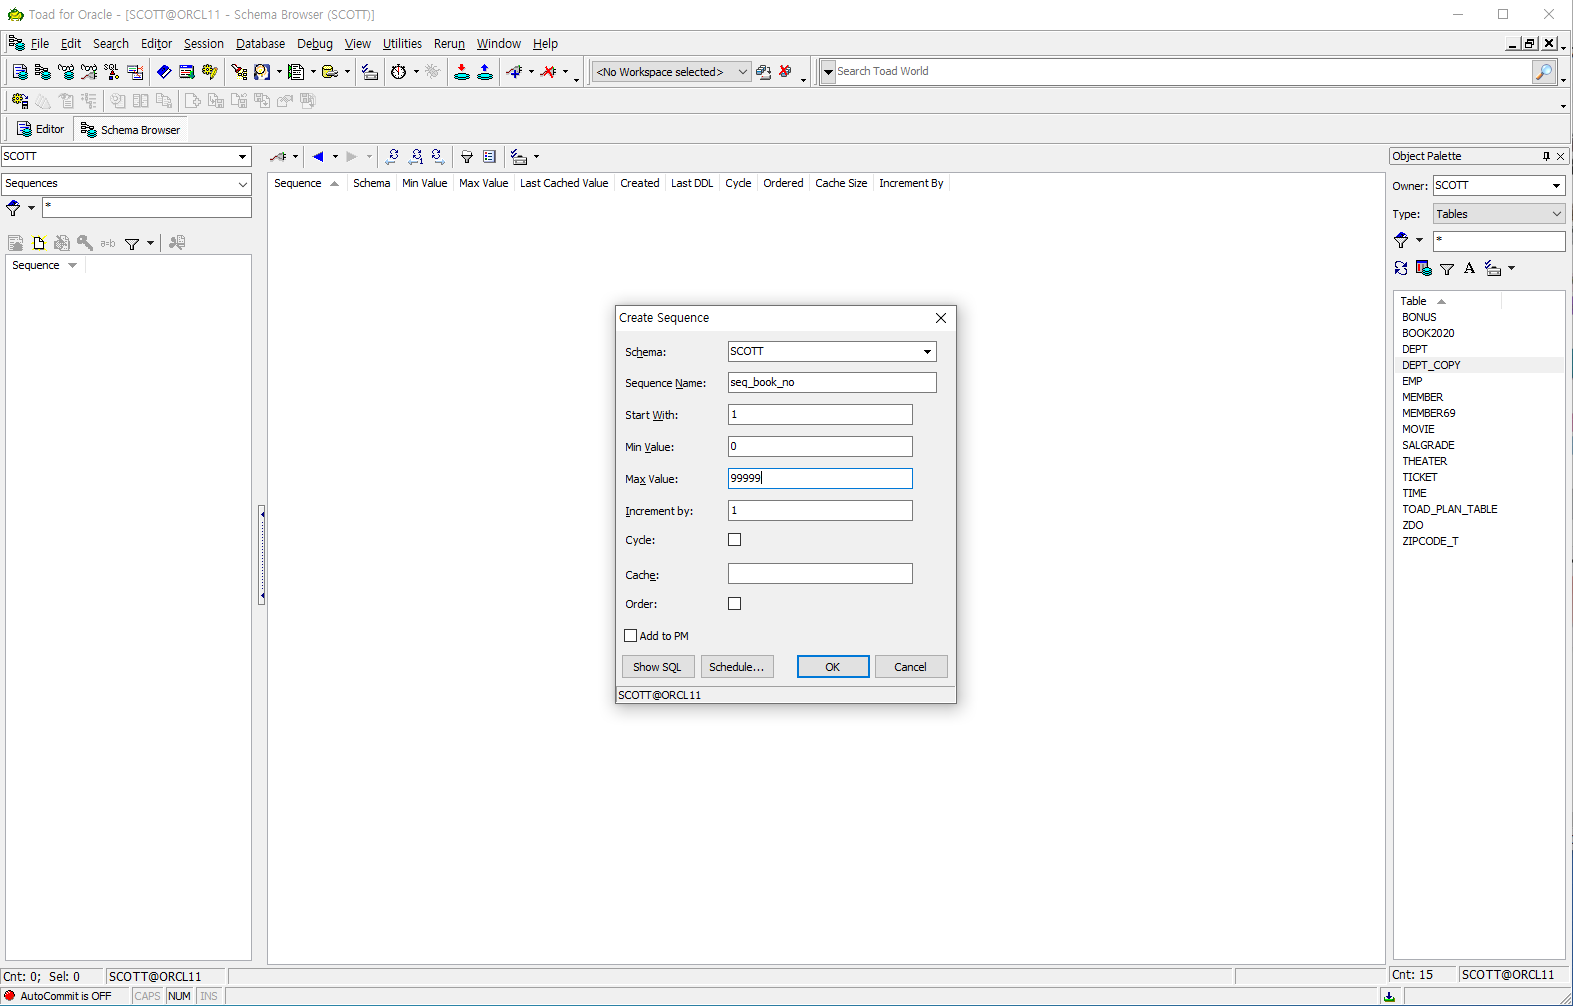 Toad for Oracle - [SCOTT@ORCL11 - Schema Browser (SCOTT)]
File Edit Search Editor Session Database Debug View Utilities Rerun Window Help
<No Workspace selected> Search Toad World
Editor Schema Browser
SCOTT
Sequences
*
Sequence
Sequence Schema Min Value Max Value Last Cached Value Created Last DDL Cycle Ordered Cache Size Increment By
Create Sequence
Schema: SCOTT
Sequence Name: seq_book_no
Start With: 1
Min Value: 0
Max Value: 99999
Increment by: 1
Cycle:
Cache:
Order:
Add to PM
Show SQL Schedule... OK Cancel
SCOTT@ORCL11
Object Palette
Owner: SCOTT
Type: Tables
*
A
Table
BONUS
BOOK2020
DEPT
DEPT_COPY
EMP
MEMBER
MEMBER69
MOVIE
SALGRADE
THEATER
TICKET
TIME
TOAD_PLAN_TABLE
ZDO
ZIPCODE_T
Cnt: 0; Sel: 0 SCOTT@ORCL11 Cnt: 15 SCOTT@ORCL11
AutoCommit is OFF CAPS NUM INS